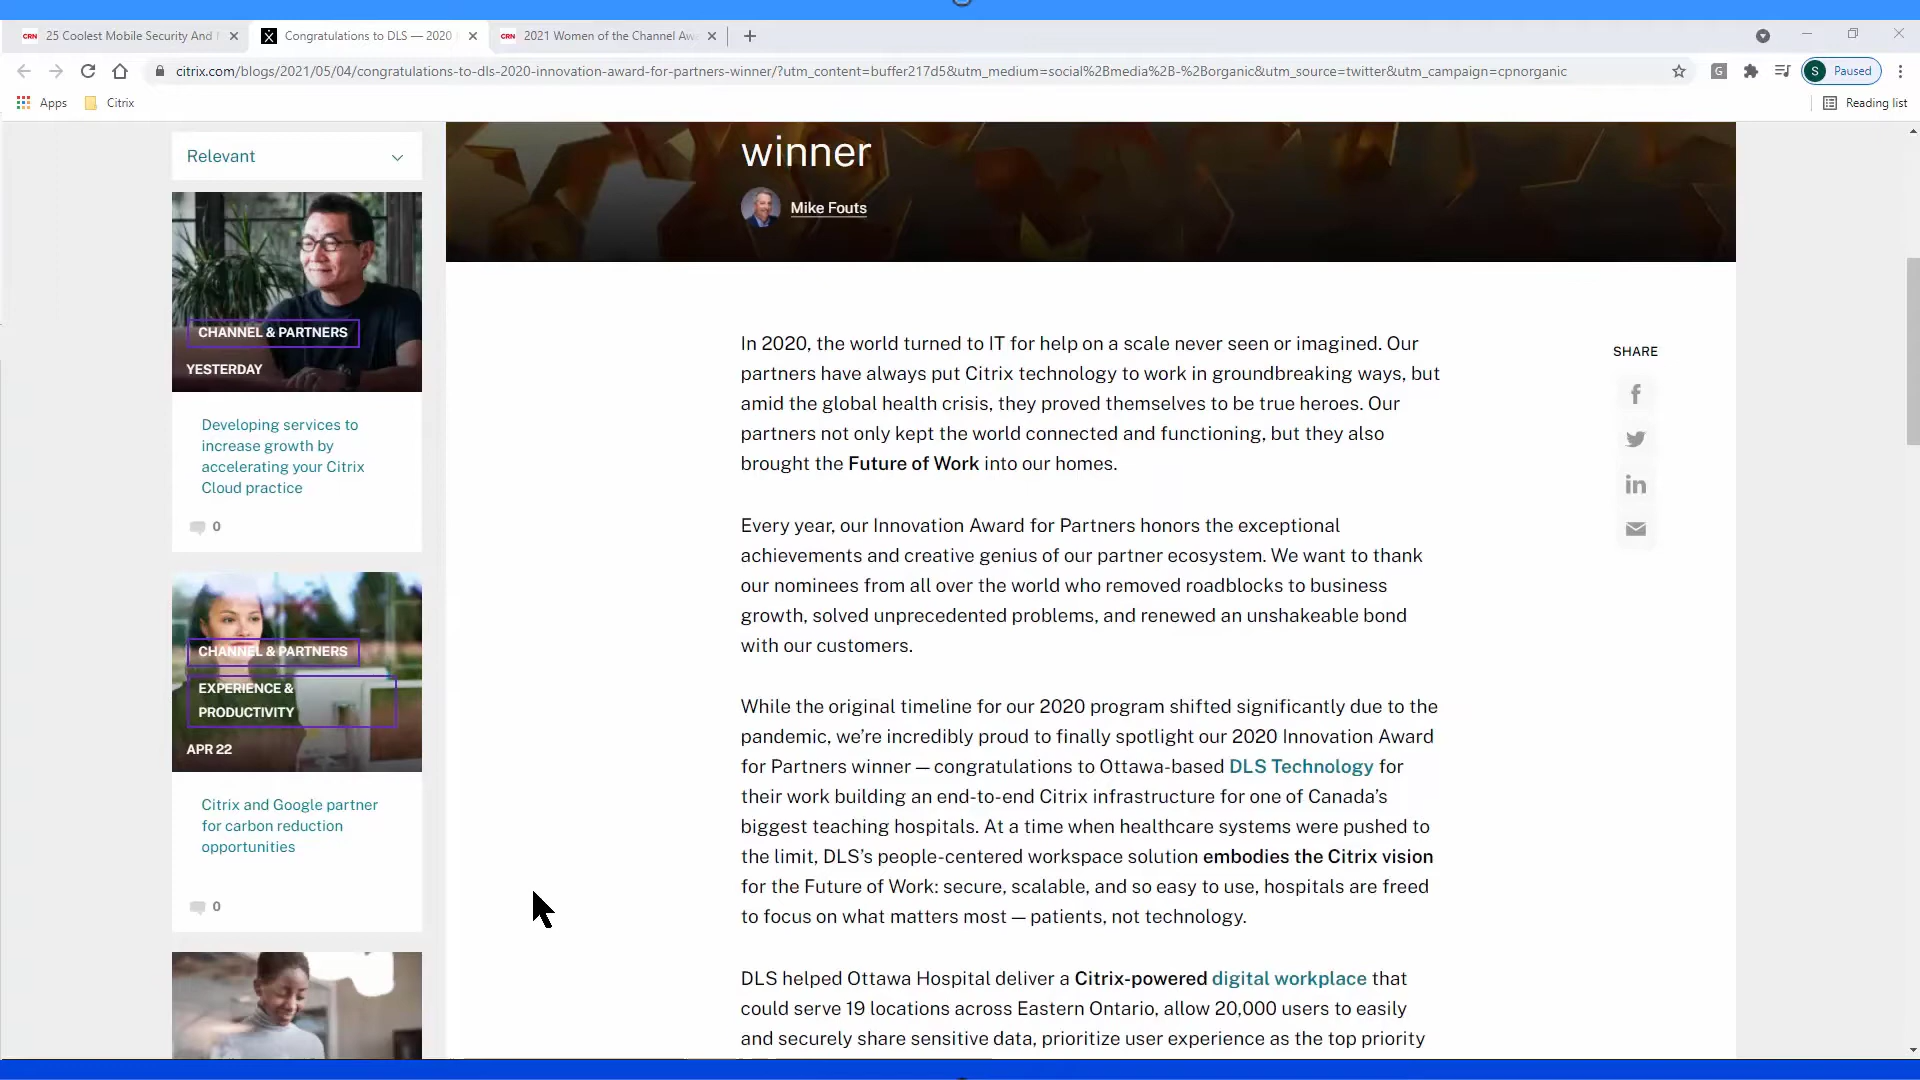 CRN 25 Coolest Mobile Security And
Congratulations to DLS — 2020
CRN 2021 Women of the Channel Aw
citrix.com/blogs/2021/05/04/congratulations-to-dls-2020-innovation-award-for-partners-winner/?utm_content=buffer217d5&utm_medium=social%2Bmedia%2B-%2Borganic&utm_source=twitter&utm_campaign=cpnorganic
G
S Paused
Apps
Citrix
Reading list
Relevant
CHANNEL & PARTNERS
YESTERDAY
Developing services to
increase growth by
accelerating your Citrix
Cloud practice
0
CHANNEL & PARTNERS
EXPERIENCE &
PRODUCTIVITY
APR 22
Citrix and Google partner
for carbon reduction
opportunities
0
winner
Mike Fouts
In 2020, the world turned to IT for help on a scale never seen or imagined. Our
partners have always put Citrix technology to work in groundbreaking ways, but
amid the global health crisis, they proved themselves to be true heroes. Our
partners not only kept the world connected and functioning, but they also
brought the Future of Work into our homes.
Every year, our Innovation Award for Partners honors the exceptional
achievements and creative genius of our partner ecosystem. We want to thank
our nominees from all over the world who removed roadblocks to business
growth, solved unprecedented problems, and renewed an unshakeable bond
with our customers.
While the original timeline for our 2020 program shifted significantly due to the
pandemic, we’re incredibly proud to finally spotlight our 2020 Innovation Award
for Partners winner — congratulations to Ottawa-based DLS Technology for
their work building an end-to-end Citrix infrastructure for one of Canada’s
biggest teaching hospitals. At a time when healthcare systems were pushed to
the limit, DLS’s people-centered workspace solution embodies the Citrix vision
for the Future of Work: secure, scalable, and so easy to use, hospitals are freed
to focus on what matters most — patients, not technology.
DLS helped Ottawa Hospital deliver a Citrix-powered digital workplace that
could serve 19 locations across Eastern Ontario, allow 20,000 users to easily
and securely share sensitive data, prioritize user experience as the top priority
SHARE